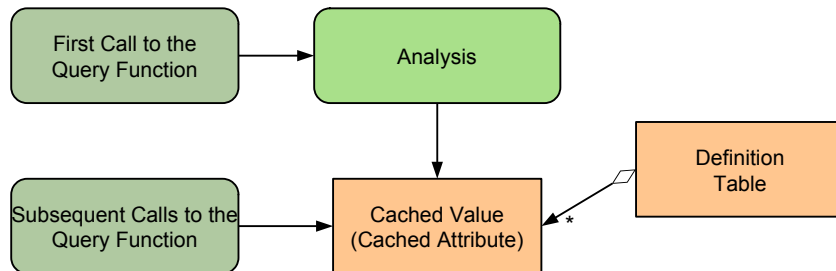 First Call to the
Query Function
Analysis
Definition
Table
Subsequent Calls to the
Query Function
Cached Value
(Cached Attribute)
*